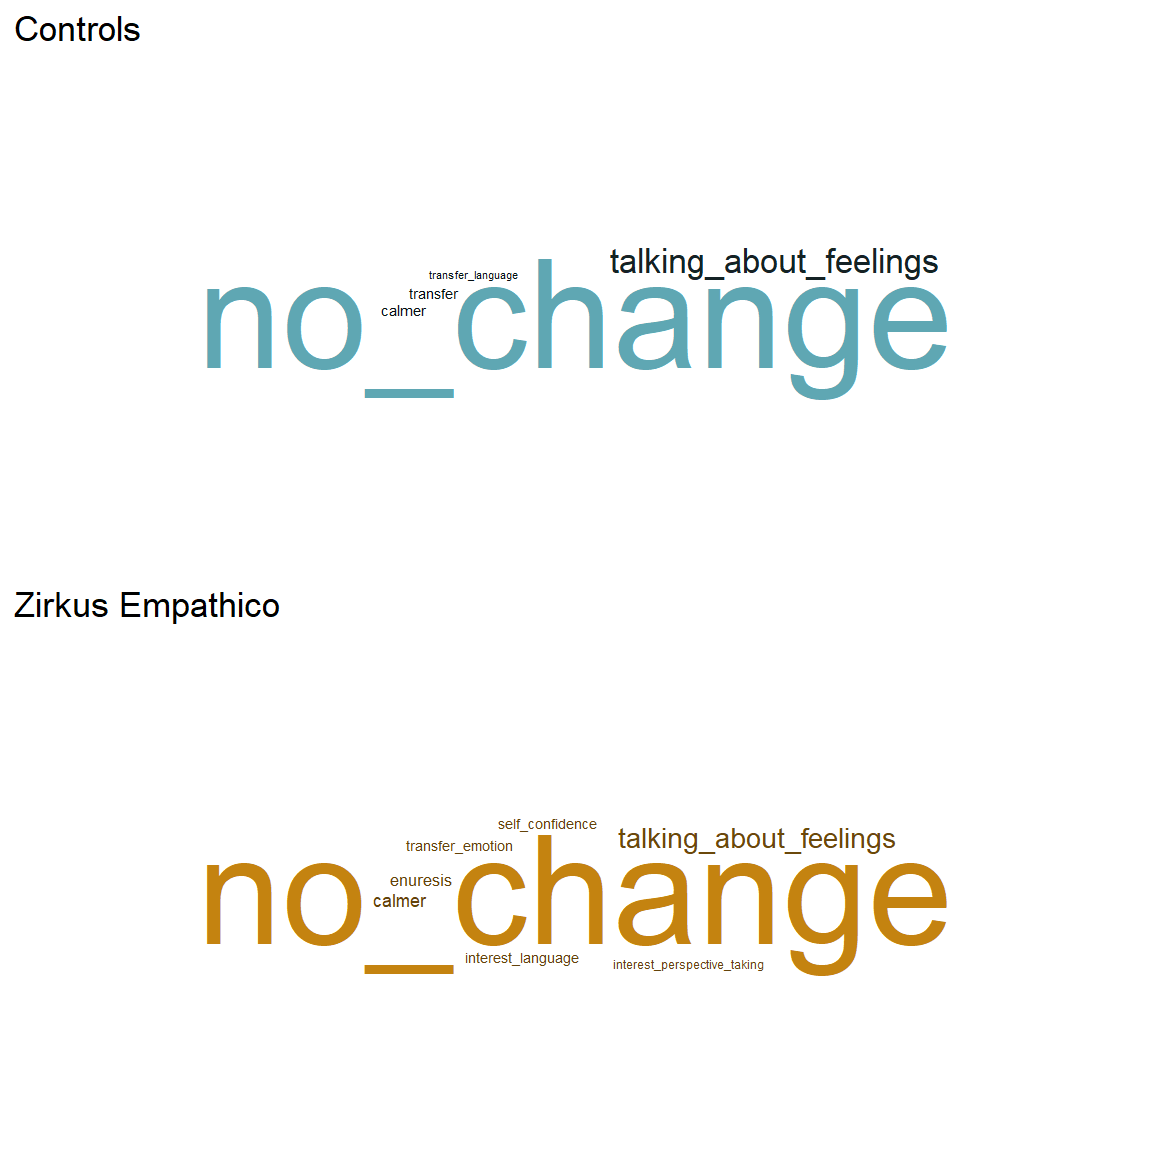 Controls
talking_about_feelings
transfer_language
transfer
calmer
no_change
Zirkus Empathico
self_confidence
talking_about_feelings
transfer_emotion
enuresis
calmer
no_change
interest_language
interest_perspective_taking